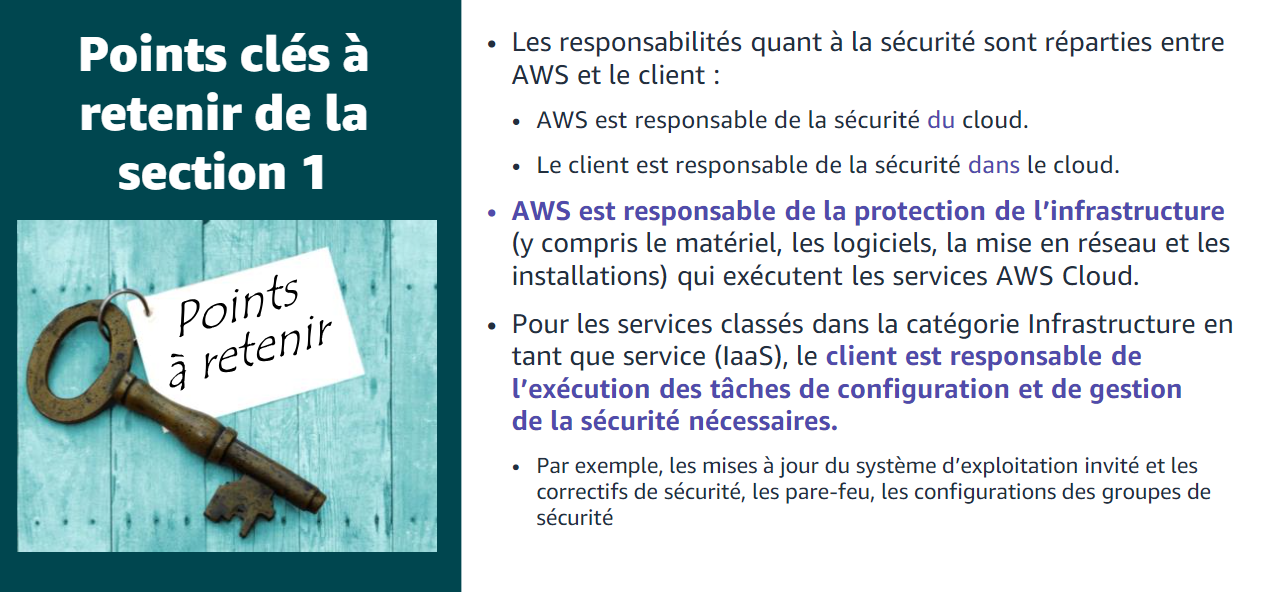 Points clés à
retenir de la
section 1
Points
à retenir
• Les responsabilités quant à la sécurité sont réparties entre
AWS et le client :
• AWS est responsable de la sécurité du cloud.
• Le client est responsable de la sécurité dans le cloud.
• AWS est responsable de la protection de l’infrastructure
(y compris le matériel, les logiciels, la mise en réseau et les
installations) qui exécutent les services AWS Cloud.
• Pour les services classés dans la catégorie Infrastructure en
tant que service (IaaS), le client est responsable de
l’exécution des tâches de configuration et de gestion
de la sécurité nécessaires.
• Par exemple, les mises à jour du système d’exploitation invité et les
correctifs de sécurité, les pare-feu, les configurations des groupes de
sécurité